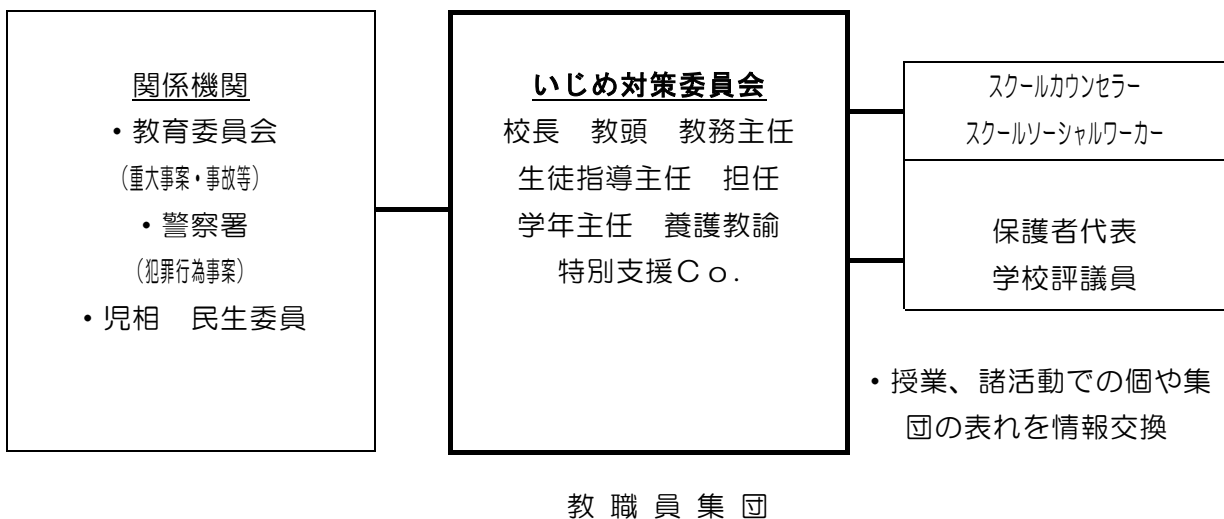 関係機関
・教育委員会
(重大事案・事故等)
・警察署
(犯罪行為事案)
・児相　民生委員
いじめ対策委員会
校長　教頭　教務主任
生徒指導主任　担任
学年主任　養護教諭
特別支援Ｃｏ.
スクールカウンセラー
スクールソーシャルワーカー
保護者代表
学校評議員
・授業、諸活動での個や集
団の表れを情報交換
教 職 員 集 団